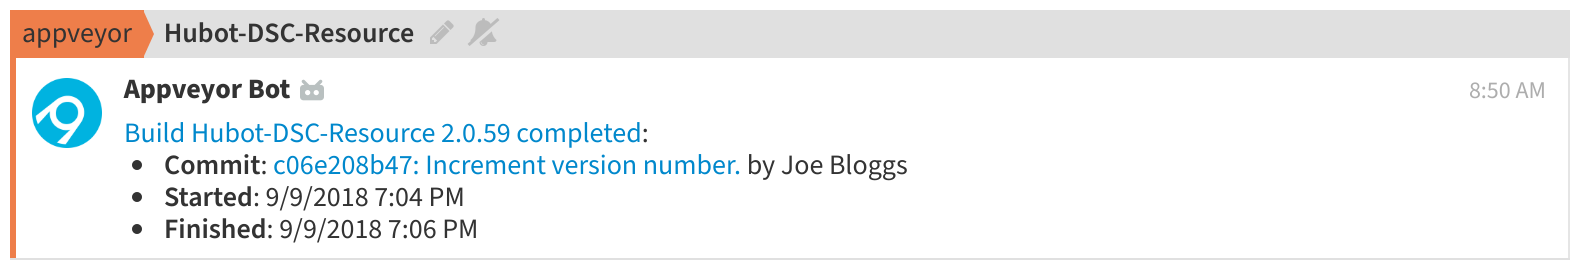 appveyor Hubot-DSC-Resource
Appveyor Bot 8:50 AM
Build Hubot-DSC-Resource 2.0.59 completed:
• Commit: c06e208b47: Increment version number. by Joe Bloggs
• Started: 9/9/2018 7:04 PM
• Finished: 9/9/2018 7:06 PM